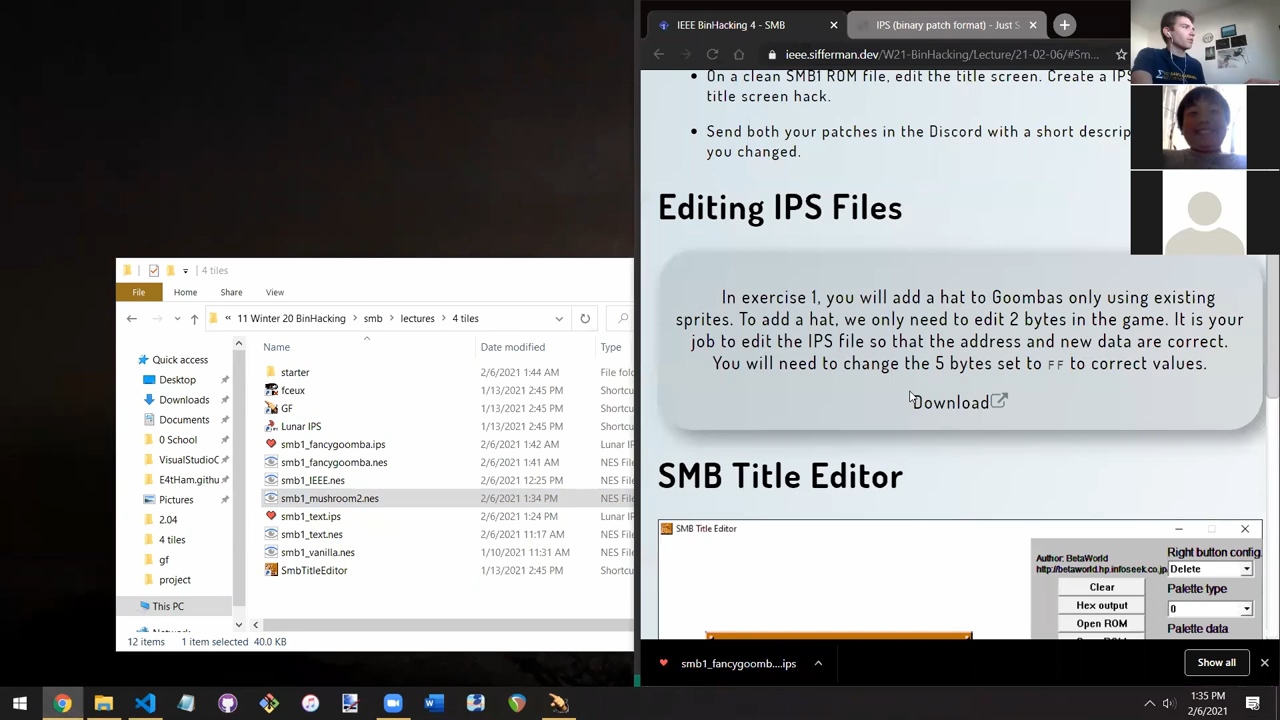 IEEE BinHacking 4 - SMB
IPS (binary patch format) - Just S
ieee.sifferman.dev/W21-BinHacking/Lecture/21-02-06/#Sm...
On a clean SMB1 ROM file, edit the title screen. Create a IPS
title screen hack.
Send both your patches in the Discord with a short descrip
you changed.
Editing IPS Files
In exercise 1, you will add a hat to Goombas only using existing
sprites. To add a hat, we only need to edit 2 bytes in the game. It is your
job to edit the IPS file so that the address and new data are correct.
You will need to change the 5 bytes set to FF to correct values.
Download
SMB Title Editor
SMB Title Editor
Author: BetaWorld
http://betaworld.hp.infoseek.co.jp
Clear
Hex output
Open ROM
Right button config.
Delete
Palette type
0
Palette data
smb1_fancygoomb....ips
Show all
4 tiles
File
Home
Share
View
« 11 Winter 20 BinHacking > smb > lectures > 4 tiles
Name
Date modified
Type
Quick access
Desktop
Downloads
Documents
0 School
VisualStudioC
E4tHam.githu
Pictures
2.04
4 tiles
gf
project
This PC
starter 2/6/2021 1:44 AM File folde
fceux 1/13/2021 2:45 PM Shortcu
GF 1/13/2021 2:45 PM Shortcu
Lunar IPS 1/13/2021 2:45 PM Shortcu
smb1_fancygoomba.ips 2/6/2021 1:42 AM Lunar IP
smb1_fancygoomba.nes 2/6/2021 1:41 AM NES Fil
smb1_IEEE.nes 2/6/2021 12:25 PM NES File
smb1_mushroom2.nes 2/6/2021 1:34 PM NES File
smb1_text.ips 2/6/2021 1:24 PM Lunar IP
smb1_text.nes 2/6/2021 11:17 AM NES File
smb1_vanilla.nes 1/10/2021 11:31 AM NES File
SmbTitleEditor 1/13/2021 2:45 PM Shortcu
12 items 1 item selected 40.0 KB
1:35 PM
2/6/2021